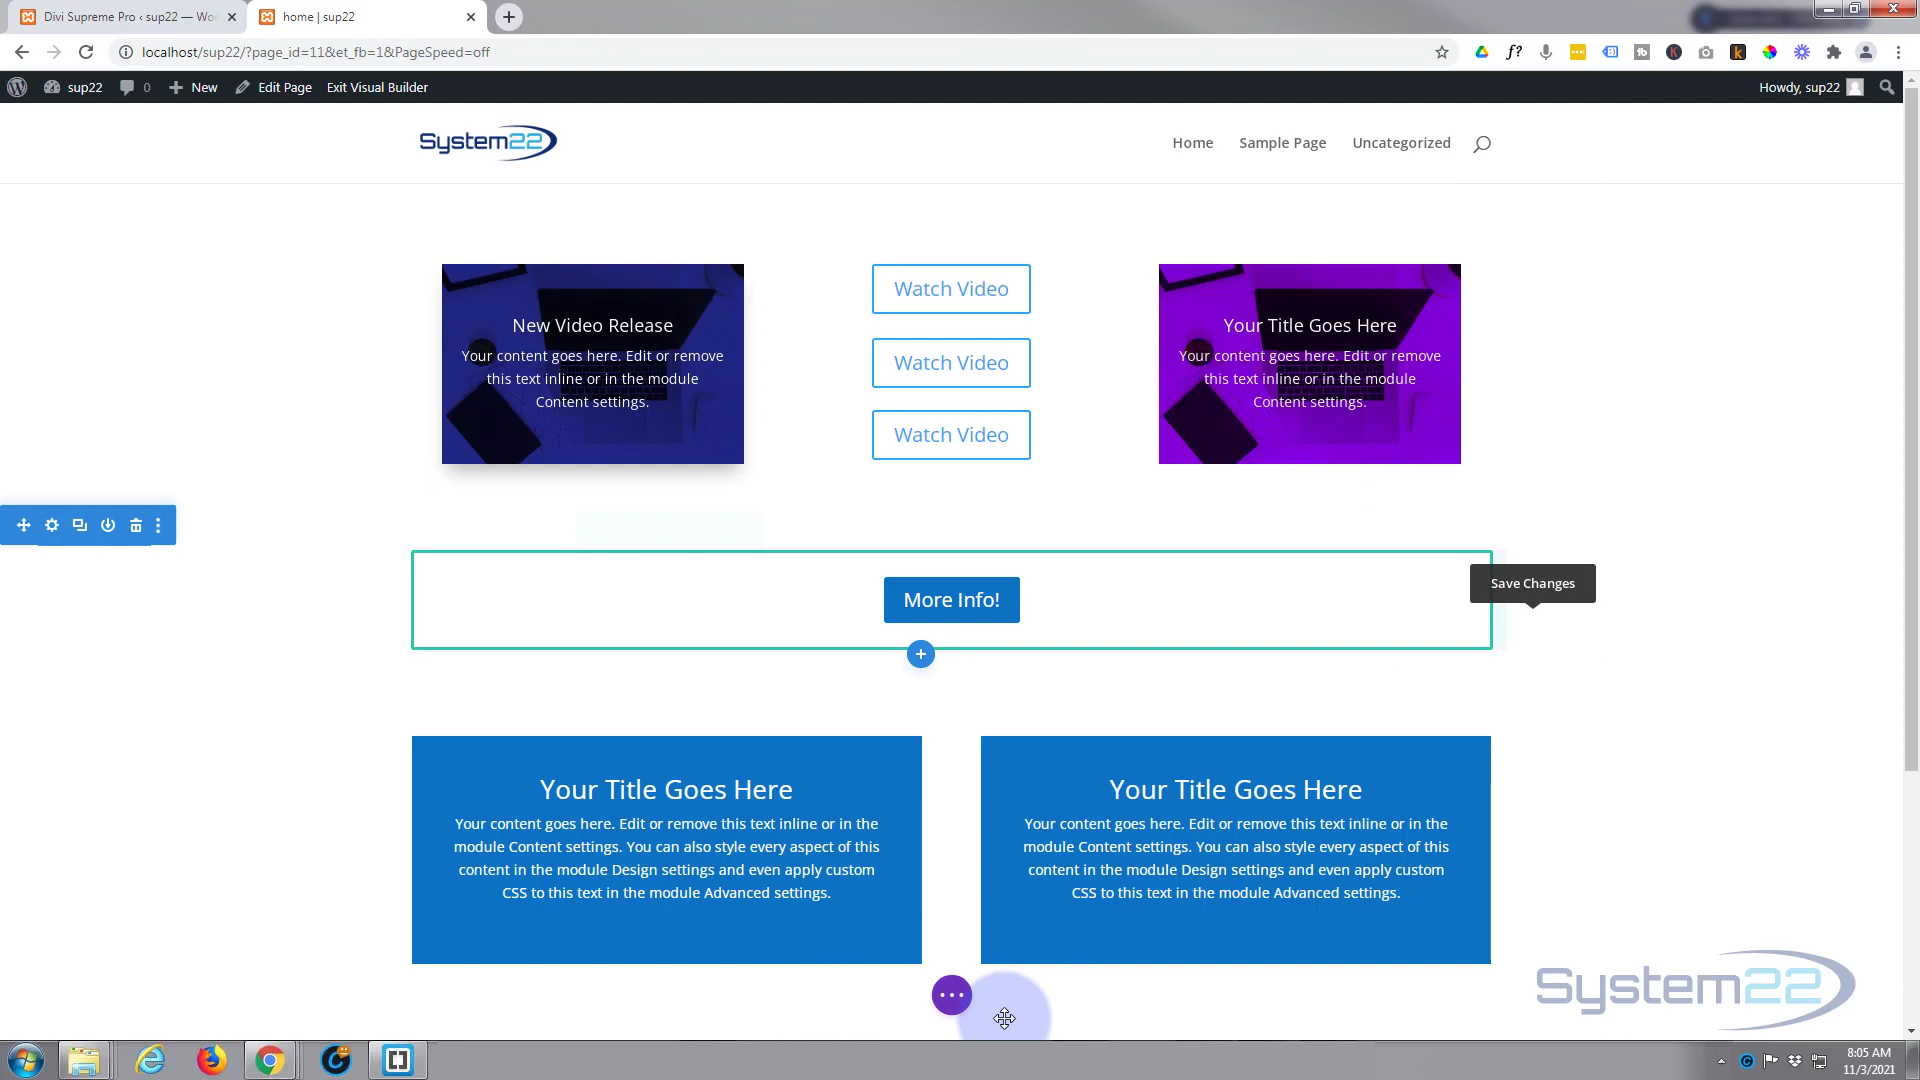 Divi Supreme Pro ‹ sup22 — Wor
home | sup22
localhost/sup22/?page_id=11&et_fb=1&PageSpeed=off
sup22
0
New
Edit Page
Exit Visual Builder
Howdy, sup22
System22
Home
Sample Page
Uncategorized
New Video Release
Your content goes here. Edit or remove
this text inline or in the module
Content settings.
Watch Video
Watch Video
Watch Video
Your Title Goes Here
Your content goes here. Edit or remove
this text inline or in the module
Content settings.
More Info!
Save Changes
Your Title Goes Here
Your content goes here. Edit or remove this text inline or in the
module Content settings. You can also style every aspect of this
content in the module Design settings and even apply custom
CSS to this text in the module Advanced settings.
Your Title Goes Here
Your content goes here. Edit or remove this text inline or in the
module Content settings. You can also style every aspect of this
content in the module Design settings and even apply custom
CSS to this text in the module Advanced settings.
System22
8:05 AM
11/3/2021